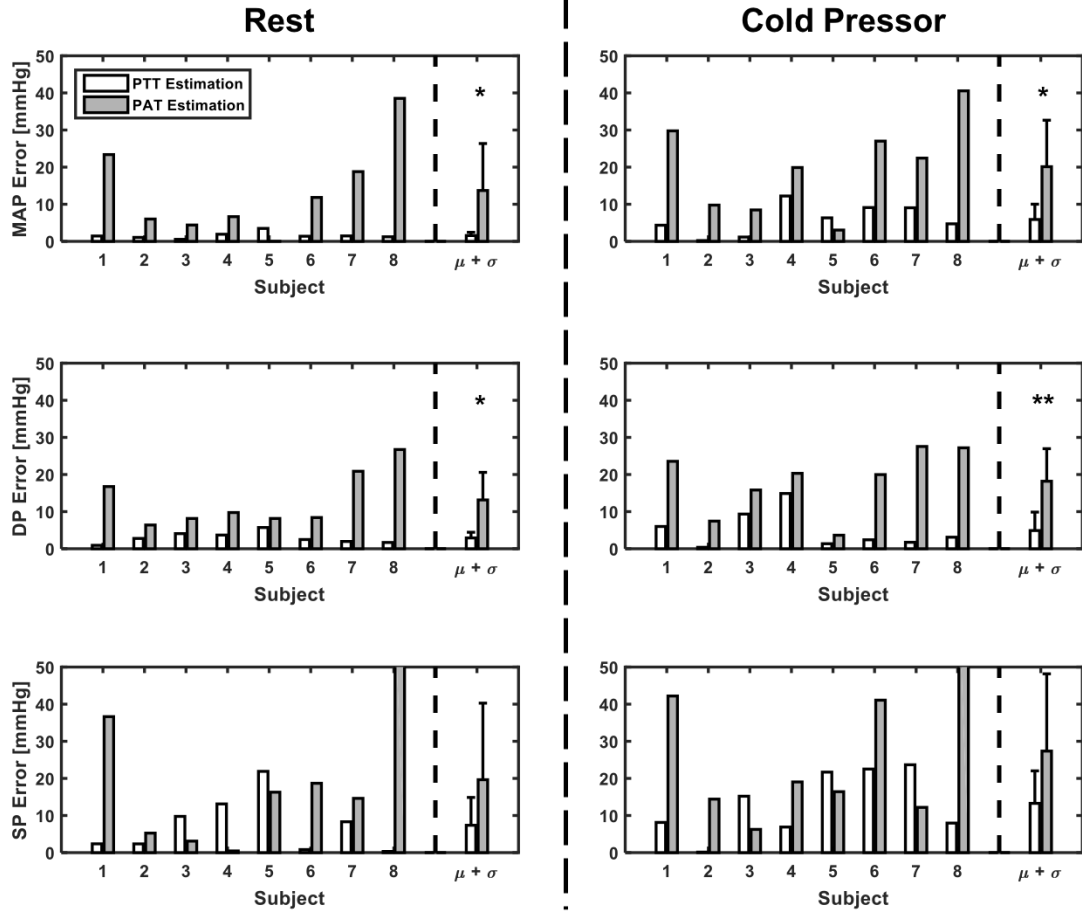 Rest
Cold Pressor
MAP Error [mmHg]
50
40
30
20
10
0
PTT Estimation
PAT Estimation
*
1 2 3 4 5 6 7 8 μ + σ
Subject
50
40
30
20
10
0
*
1 2 3 4 5 6 7 8 μ + σ
Subject
DP Error [mmHg]
50
40
30
20
10
0
*
1 2 3 4 5 6 7 8 μ + σ
Subject
50
40
30
20
10
0
**
1 2 3 4 5 6 7 8 μ + σ
Subject
SP Error [mmHg]
50
40
30
20
10
0
1 2 3 4 5 6 7 8 μ + σ
Subject
50
40
30
20
10
0
1 2 3 4 5 6 7 8 μ + σ
Subject